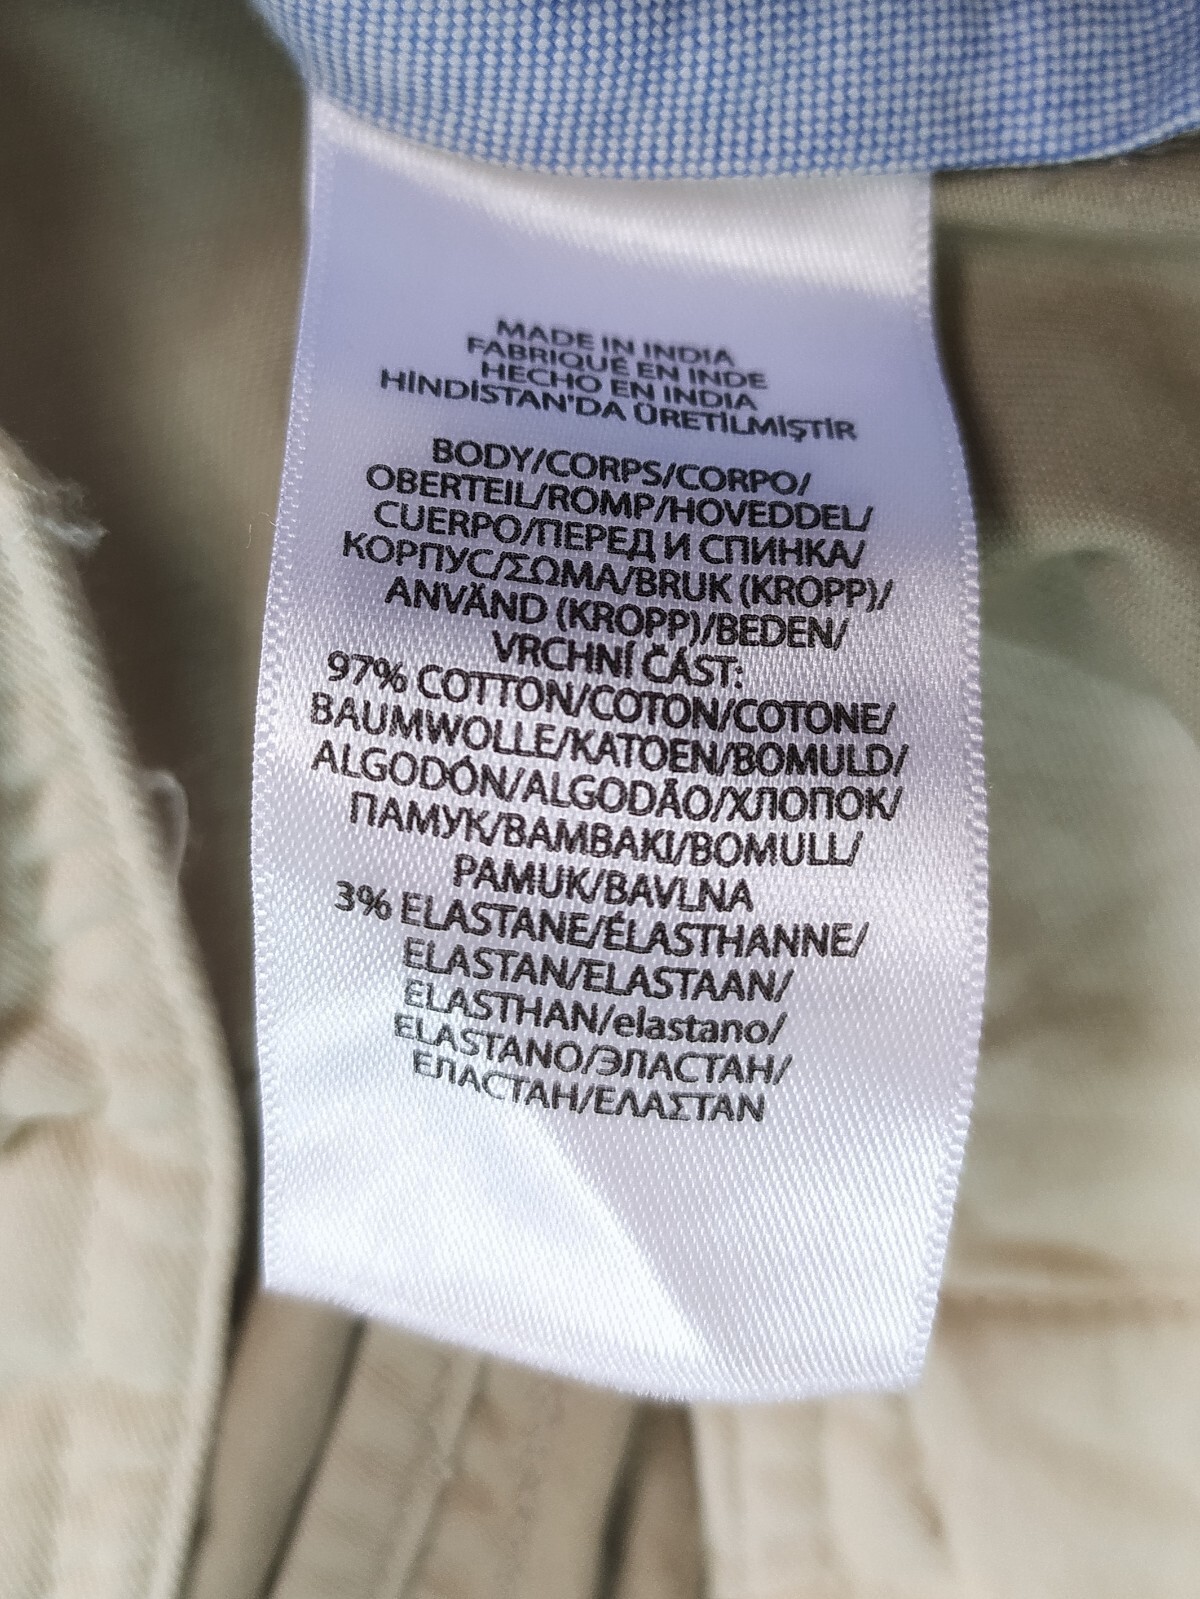 MADE IN INDIA
FABRIQUÉ EN INDE
HECHO EN INDIA
HİNDİSTAN'DA ÜRETİLMİŞTİR
BODY/CORPS/CORPO/
OBERTEIL/ROMP/HOVEDDEL/
CUERPO/ПЕРЕД И СПИНКА/
КОРПУС/ΣΩΜΑ/BRUK (KROPP)/
ANVÄND (KROPP)/BEDEN/
VRCHNÍ ČÁST:
97% COTTON/COTON/COTONE/
BAUMWOLLE/KATOEN/BOMULD/
ALGODÓN/ALGODÃO/ХЛОПОК/
ПАМУК/BAMBAKI/BOMULL/
PAMUK/BAVLNA
3% ELASTANE/ÉLASTHANNE/
ELASTAN/ELASTAAN/
ELASTHAN/elastano/
ELASTANO/ЭЛАСТАН/
ЕЛАСТАН/ΕΛΑΣΤΑΝ